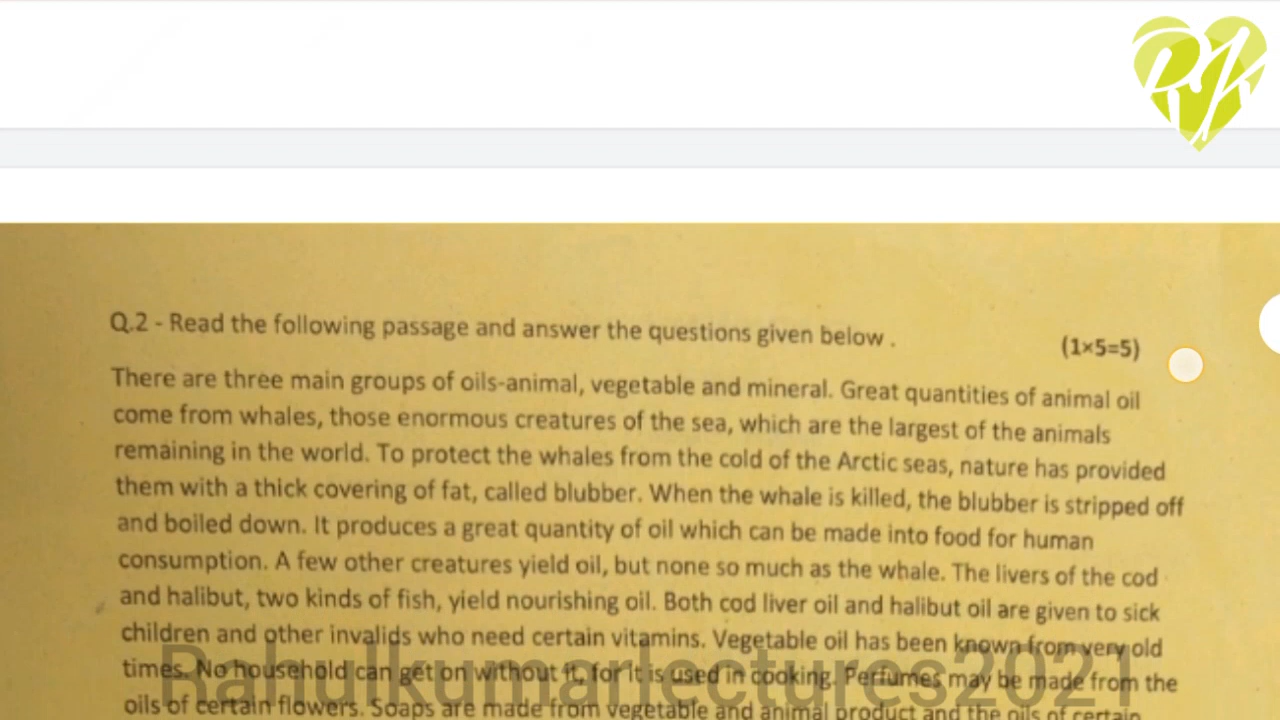 RK
Q.2 - Read the following passage and answer the questions given below .
(1×5=5)
There are three main groups of oils-animal, vegetable and mineral. Great quantities of animal oil
come from whales, those enormous creatures of the sea, which are the largest of the animals
remaining in the world. To protect the whales from the cold of the Arctic seas, nature has provided
them with a thick covering of fat, called blubber. When the whale is killed, the blubber is stripped off
and boiled down. It produces a great quantity of oil which can be made into food for human
consumption. A few other creatures yield oil, but none so much as the whale. The livers of the cod
and halibut, two kinds of fish, yield nourishing oil. Both cod liver oil and halibut oil are given to sick
children and other invalids who need certain vitamins. Vegetable oil has been known from very old
times. No household can get on without it, for it is used in cooking. Perfumes may be made from the
oils of certain flowers. Soaps are made from vegetable and animal product and the oils of certain
Rahulkumarlectures2021